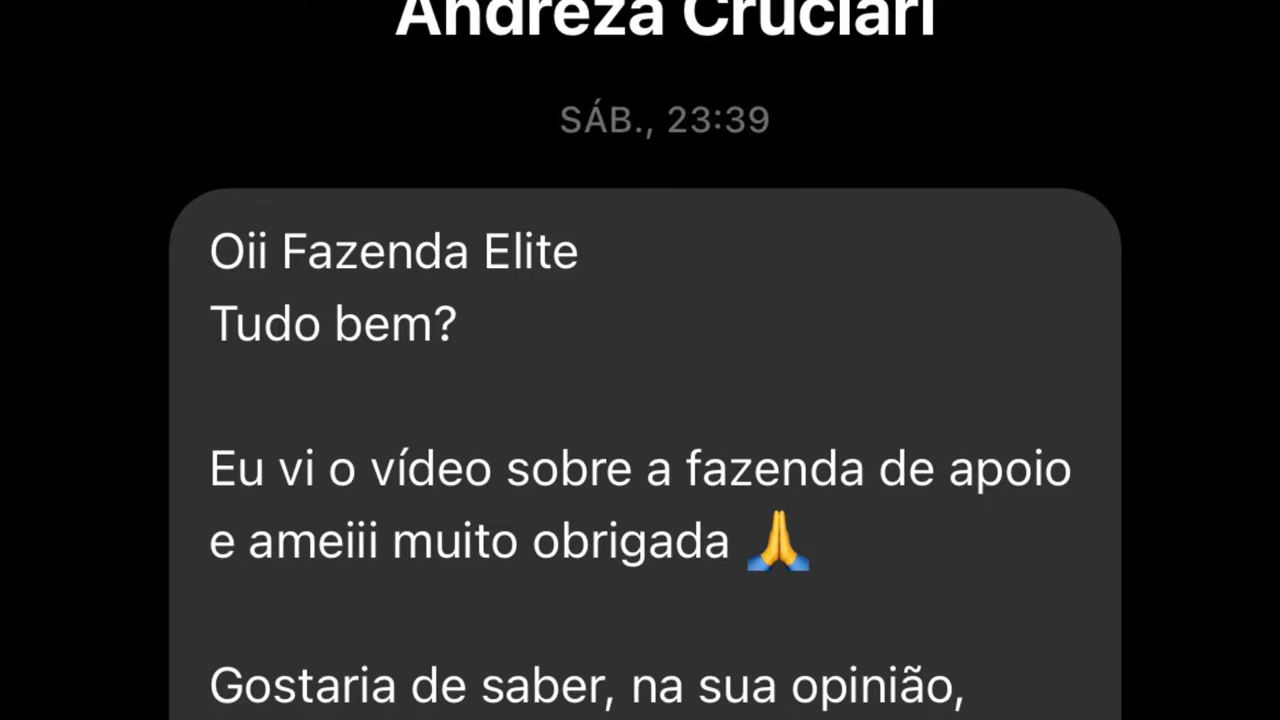 Andreza Cruciari
SÁB., 23:39
Oii Fazenda Elite
Tudo bem?
Eu vi o vídeo sobre a fazenda de apoio
e ameiii muito obrigada 🙏
Gostaria de saber, na sua opinião,